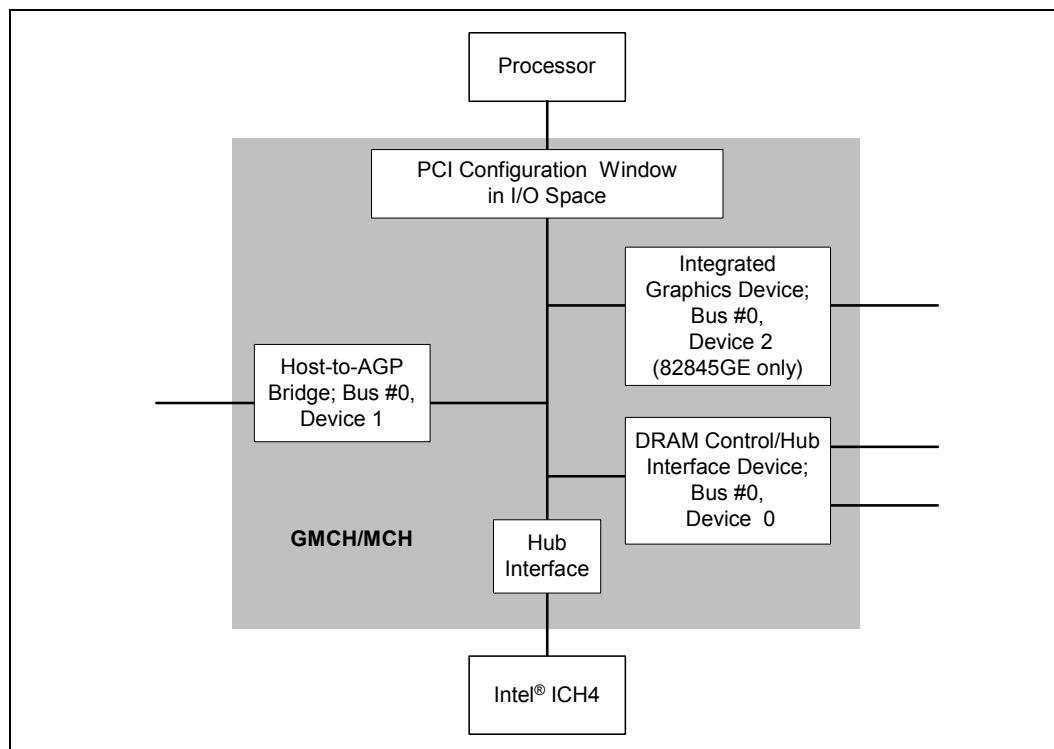 Processor
PCI Configuration Window
in I/O Space
Integrated
Graphics Device;
Bus #0,
Device 2
(82845GE only)
Host-to-AGP
Bridge; Bus #0,
Device 1
DRAM Control/Hub
Interface Device;
Bus #0,
Device 0
GMCH/MCH
Hub
Interface
Intel® ICH4